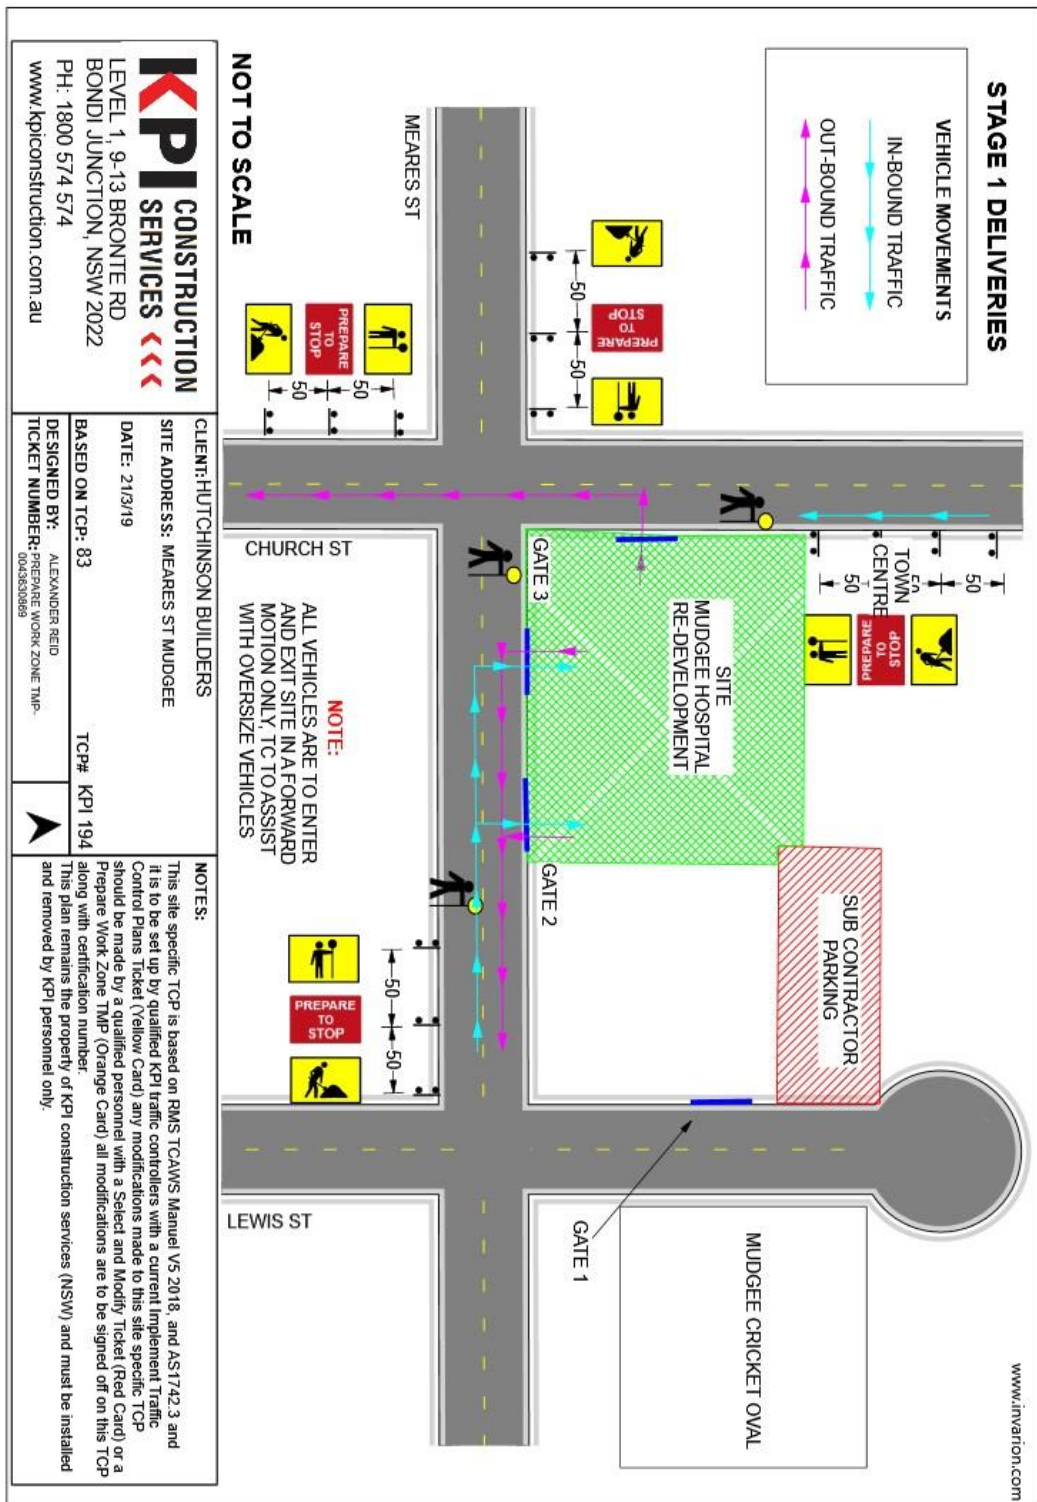 www.invarion.com
STAGE 1 DELIVERIES
VEHICLE MOVEMENTS
IN-BOUND TRAFFIC
OUT-BOUND TRAFFIC
TOWN
CENTRE
50
50
50
PREPARE
TO
STOP
SITE
MUDGEE HOSPITAL
RE-DEVELOPMENT
SUB CONTRACTOR
PARKING
MUDGEE CRICKET OVAL
GATE 1
GATE 2
GATE 3
50
50
PREPARE
TO
STOP
MEARES ST
CHURCH ST
LEWIS ST
PREPARE
TO
STOP
50
50
50
50
PREPARE
TO
STOP
NOTE:
ALL VEHICLES ARE TO ENTER
AND EXIT SITE IN A FORWARD
MOTION ONLY, TC TO ASSIST
WITH OVERSIZE VEHICLES
NOT TO SCALE
KPI CONSTRUCTION
SERVICES
LEVEL 1, 9-13 BRONTE RD
BONDI JUNCTION, NSW 2022
PH: 1800 574 574
www.kpiconstruction.com.au
CLIENT:HUTCHINSON BUILDERS
SITE ADDRESS: MEARES ST MUDGEE
DATE: 21/3/19
BASED ON TCP: 83
TCP# KPI 194
DESIGNED BY: ALEXANDER REID
TICKET NUMBER:PREPARE WORK ZONE TMP-
0043630869
NOTES:
This site specific TCP is based on RMS TCAWS Manuel V5 2018, and AS1742.3 and
it is to be set up by qualified KPI traffic controllers with a current Implement Traffic
Control Plans Ticket (Yellow Card) any modifications made to this site specific TCP
should be made by a qualified personnel with a Select and Modify Ticket (Red Card) or a
Prepare Work Zone TMP (Orange Card) all modifications are to be signed off on this TCP
along with certification number.
This plan remains the property of KPI construction services (NSW) and must be installed
and removed by KPI personnel only.